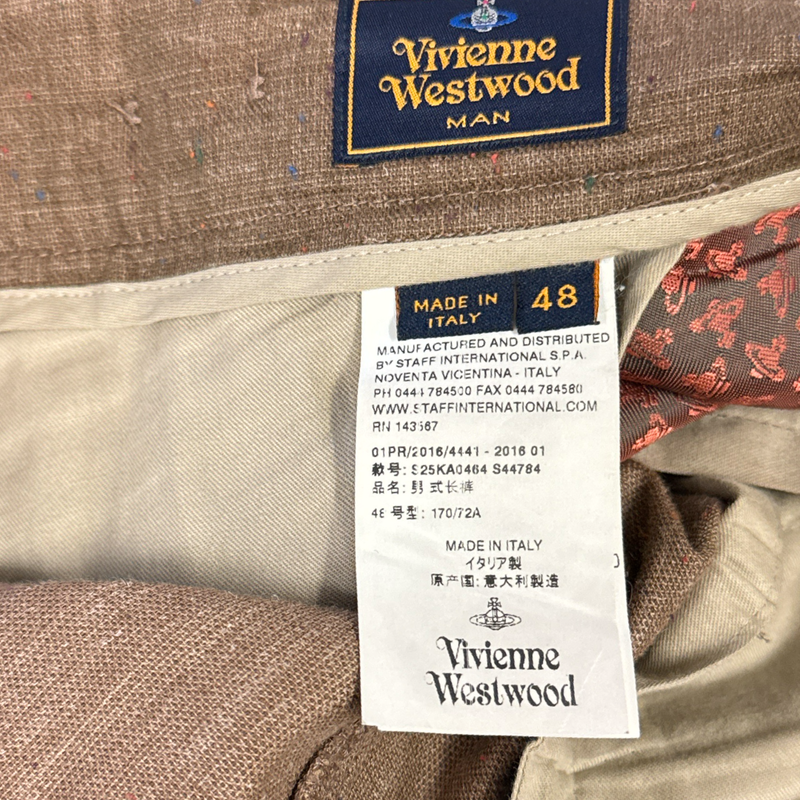 Vivienne
Westwood
MAN
MADE IN
ITALY
48
MANUFACTURED AND DISTRIBUTED
BY STAFF INTERNATIONAL S.P.A.
NOVENTA VICENTINA - ITALY
PH 0444 784500 FAX 0444 784580
WWW.STAFFINTERNATIONAL.COM
RN 143567
01PR/2016/4441 - 2016 01
款号: S25KA0464 S44784
品名: 男式长裤
48 号型: 170/72A
MADE IN ITALY
イタリア製
原产国: 意大利製造
Vivienne
Westwood